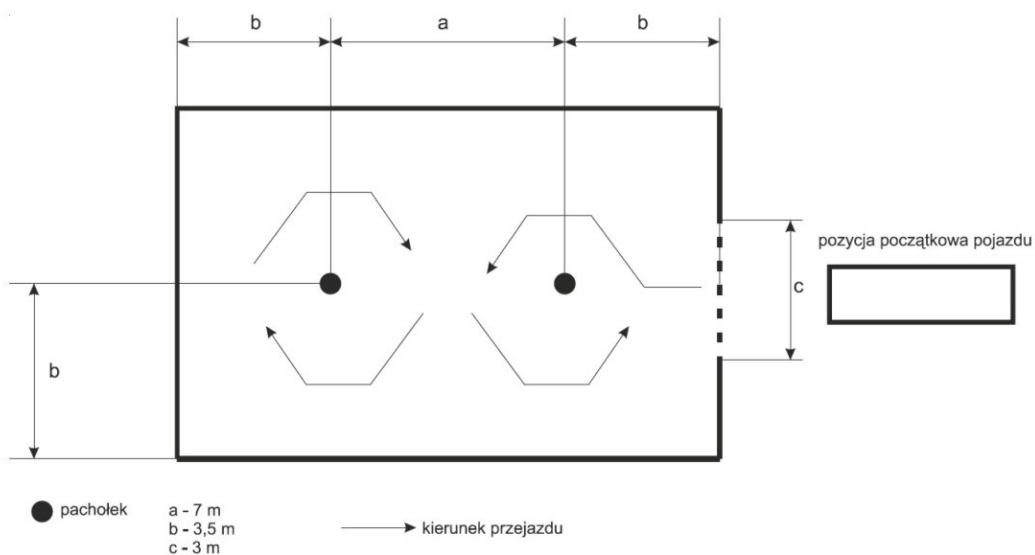 b
a
b
pozycja początkowa pojazdu
c
b
pachołek
a - 7 m
b - 3,5 m
c - 3 m
kierunek przejazdu